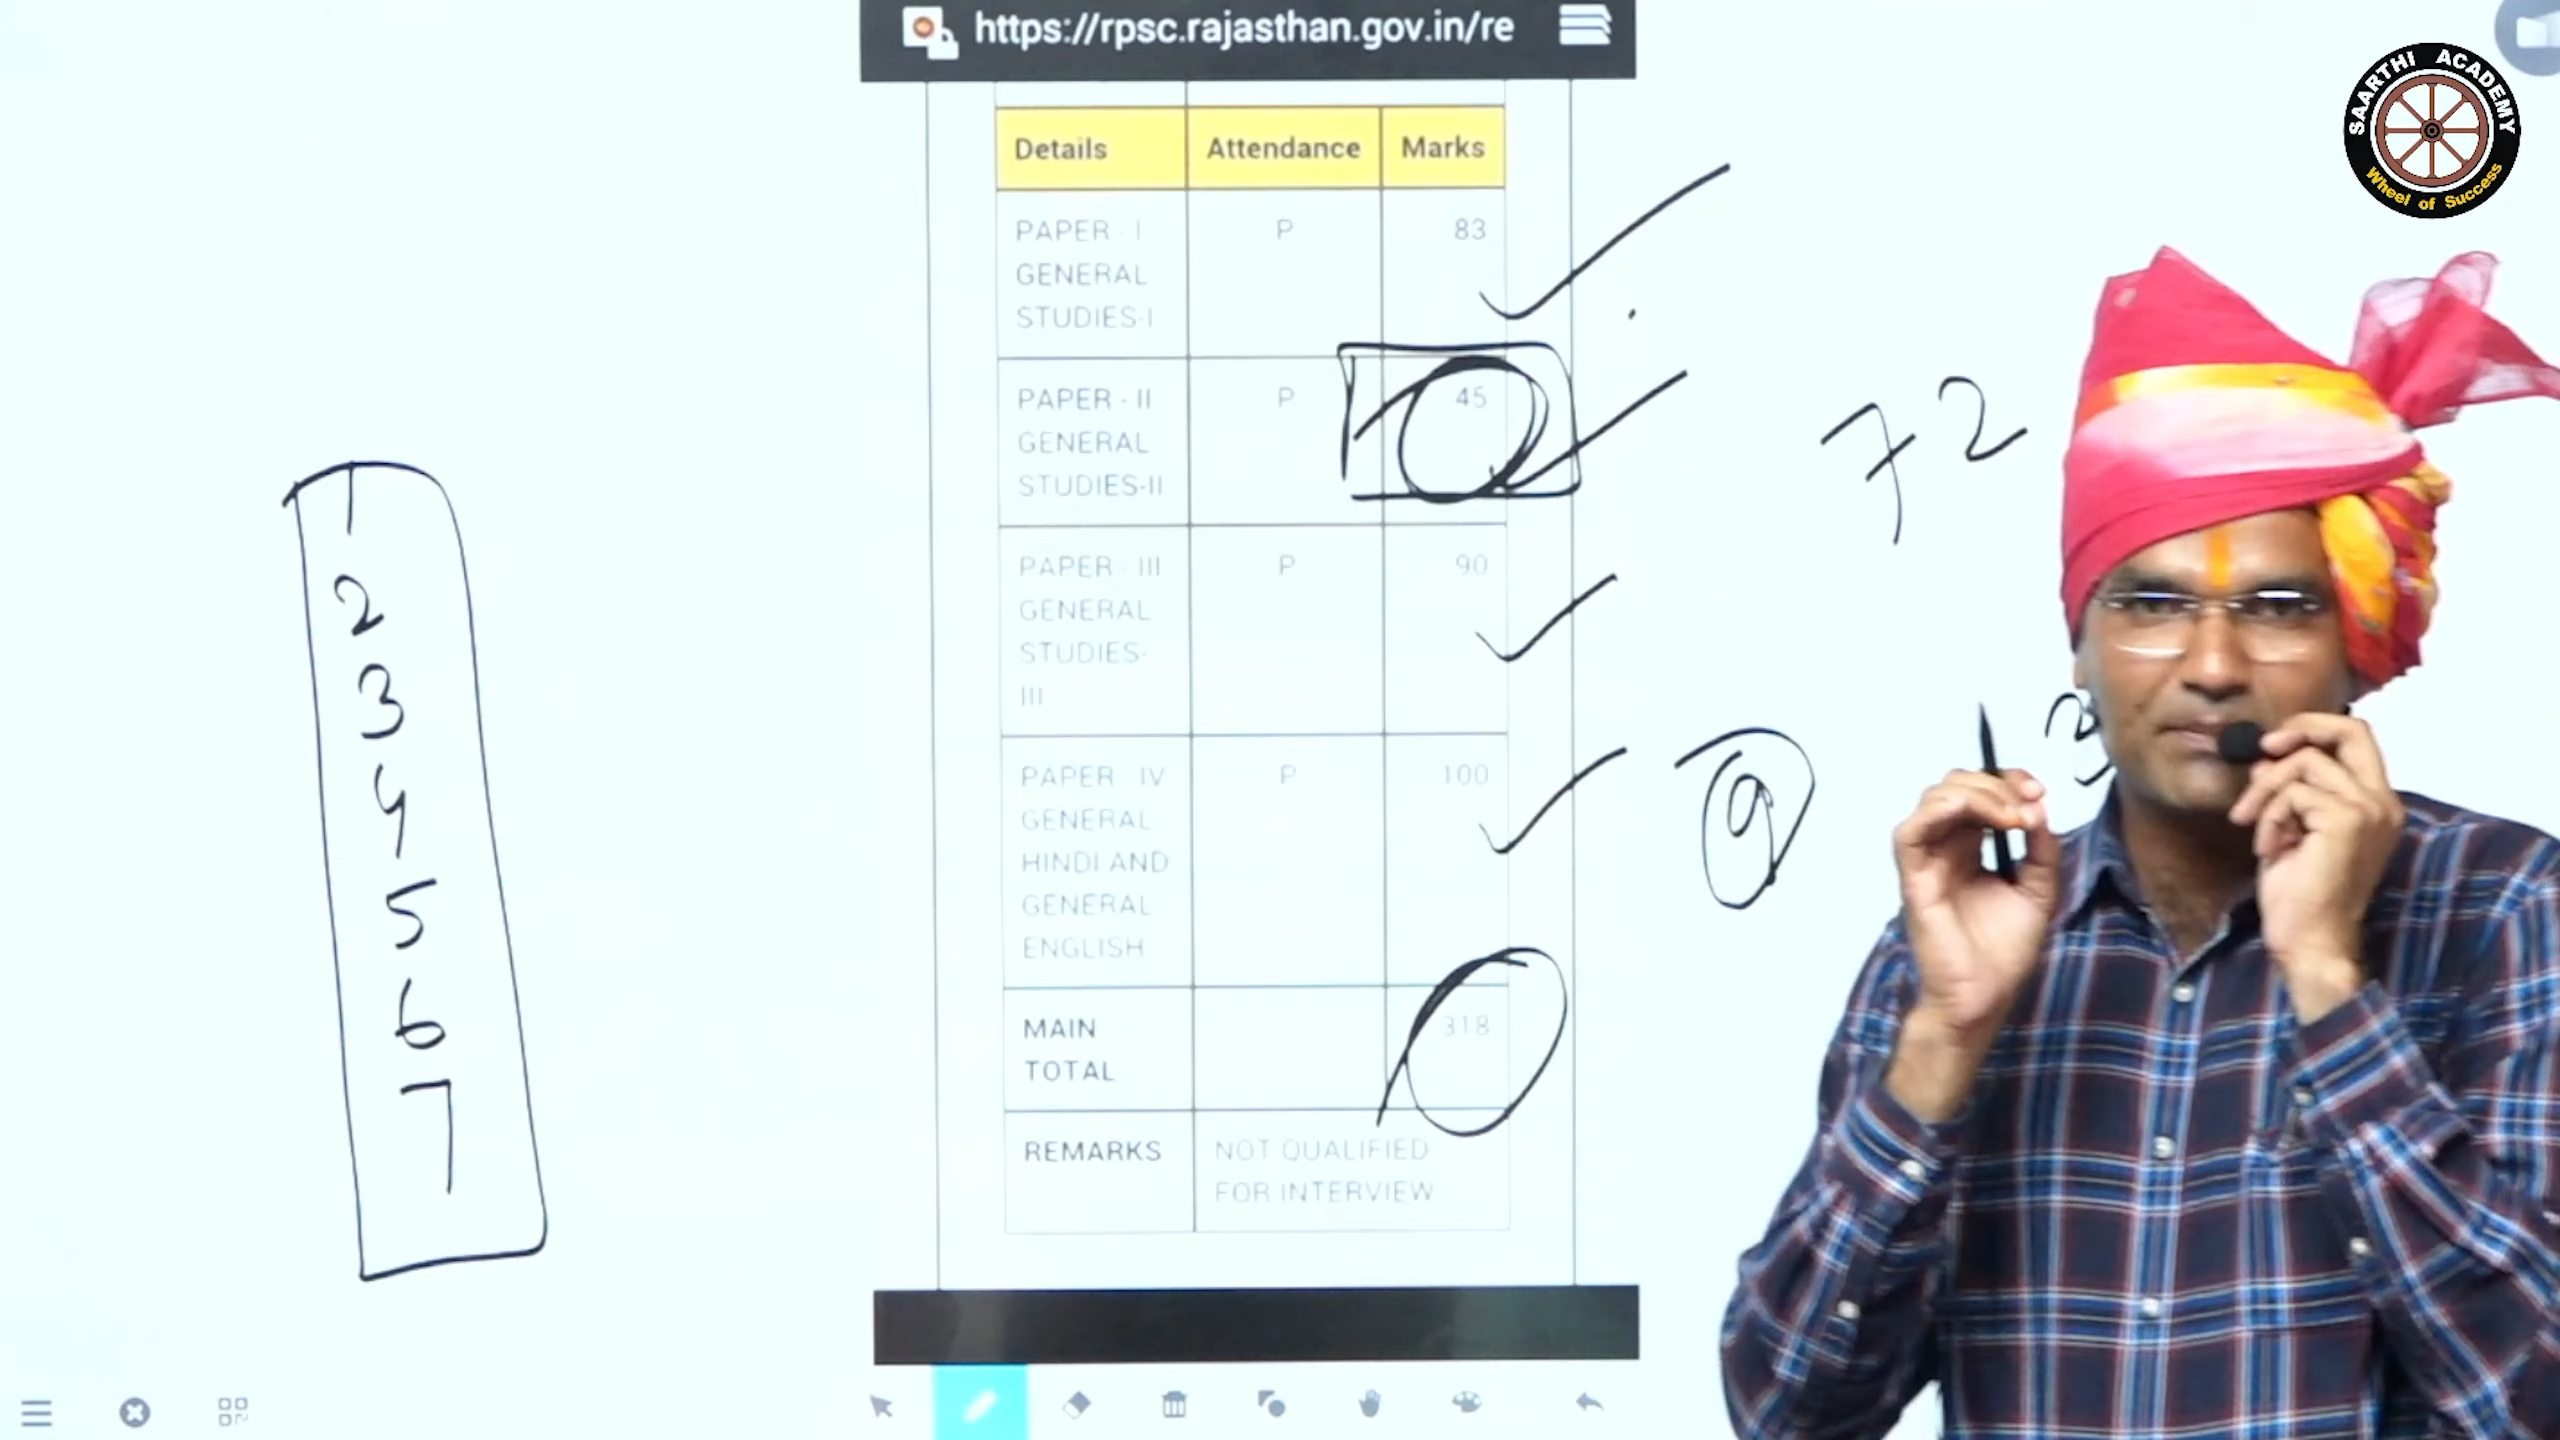 https://rpsc.rajasthan.gov.in/re
SAARTHI ACADEMY
Wheel of Success
Details Attendance Marks
PAPER - I P 83
GENERAL
STUDIES-I
PAPER - II P 45
GENERAL
STUDIES-II
PAPER - III P 90
GENERAL
STUDIES-
III
PAPER - IV P 100
GENERAL
HINDI AND
GENERAL
ENGLISH
MAIN 318
TOTAL
REMARKS NOT QUALIFIED
FOR INTERVIEW
1
2
3
4
5
6
7
72
9